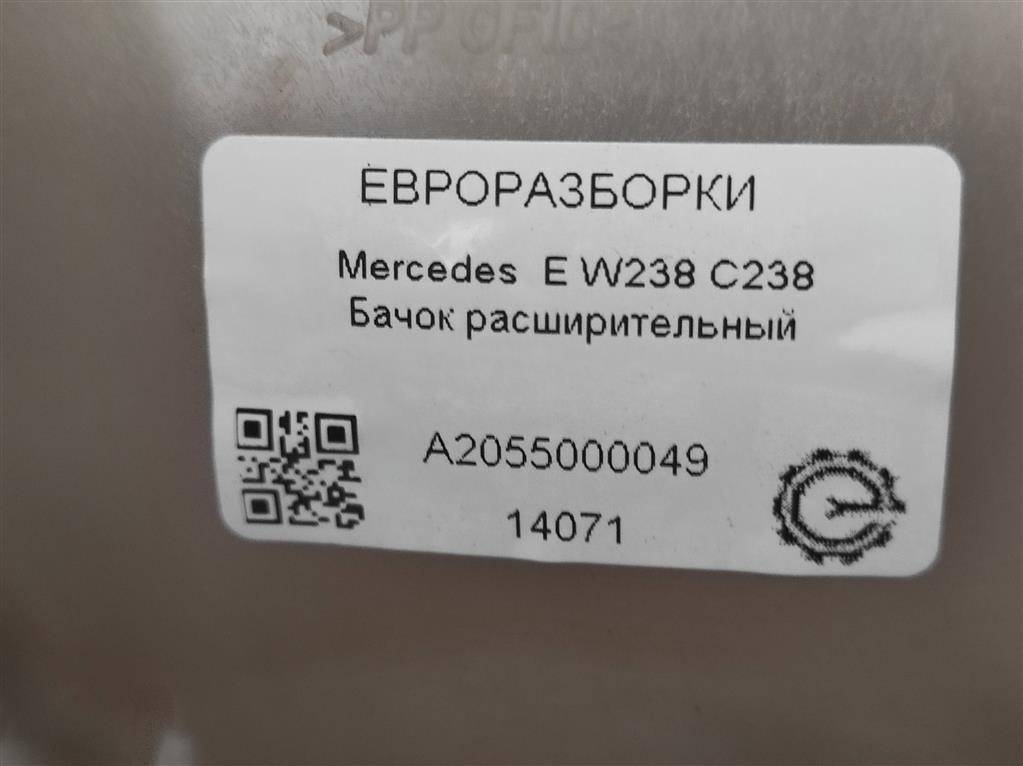 ЕВРОРАЗБОРКИ
Mercedes E W238 C238
Бачок расширительный
A2055000049
14071